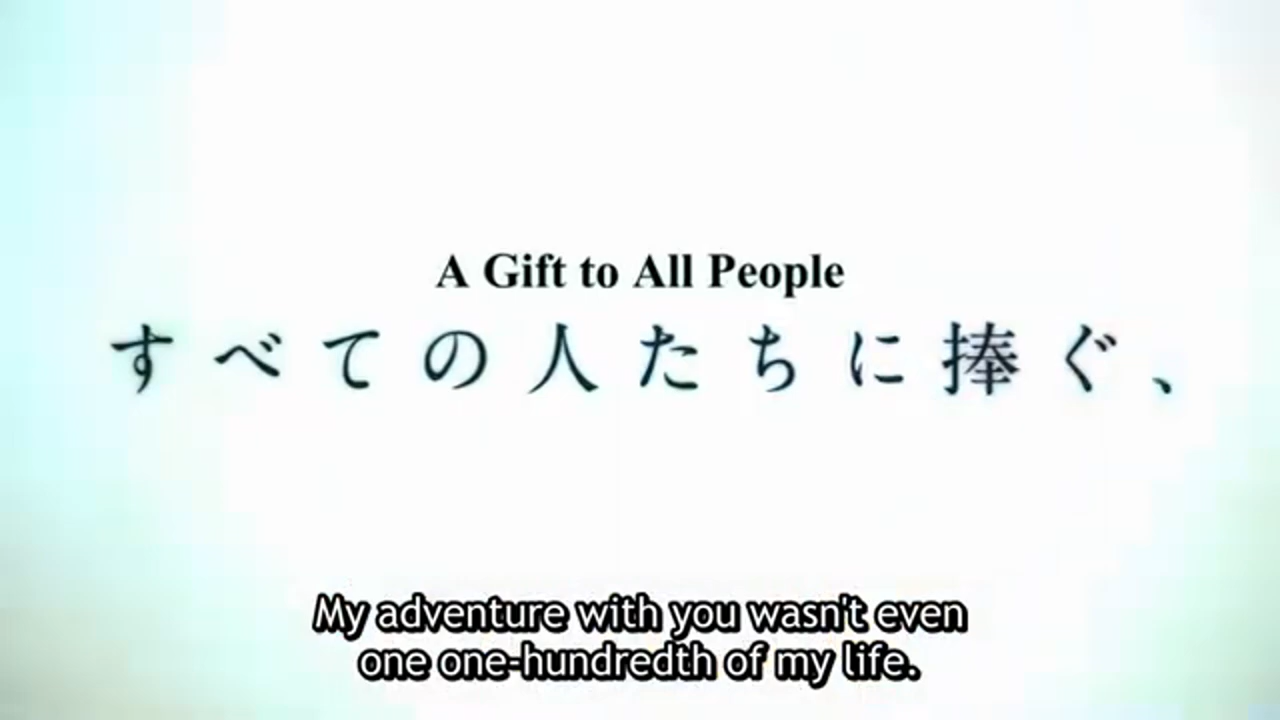 A Gift to All People
すべての人たちに捧ぐ、
My adventure with you wasn't even
one one-hundredth of my life.